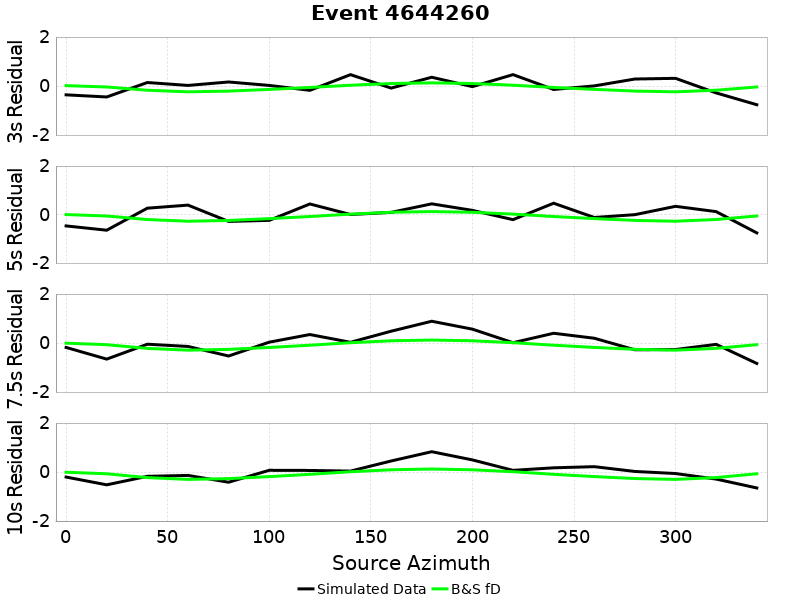 Event 4644260
3s Residual
2
0
-2
5s Residual
2
0
-2
7.5s Residual
2
0
-2
10s Residual
2
0
-2
0 50 100 150 200 250 300
Source Azimuth
Simulated Data B&S fD